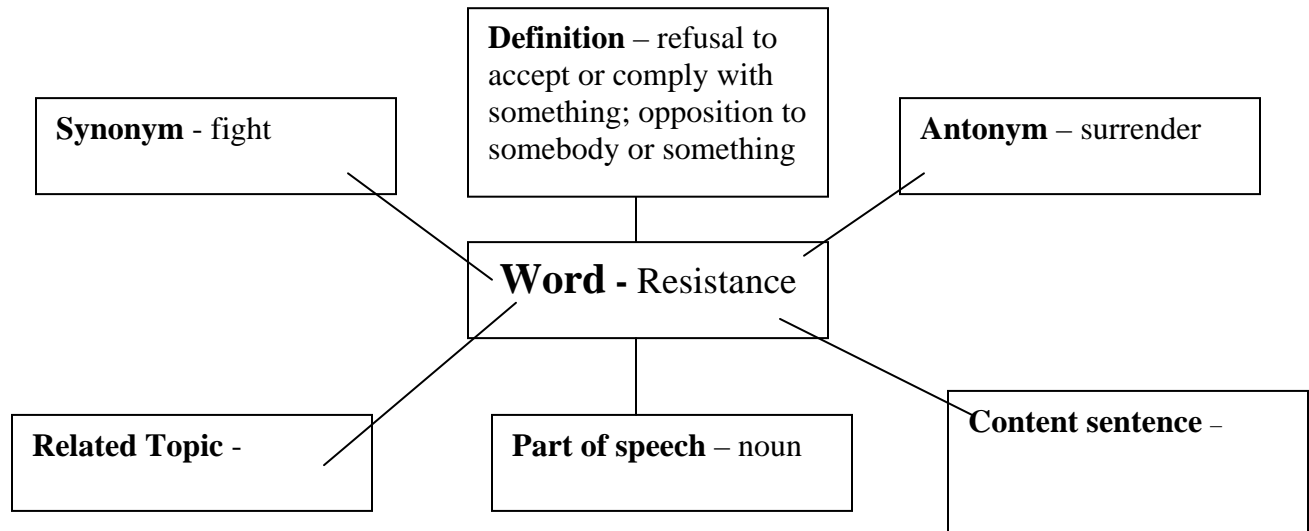 Definition – refusal to
accept or comply with
something; opposition to
somebody or something
Synonym - fight
Antonym – surrender
Word - Resistance
Related Topic -
Part of speech – noun
Content sentence –